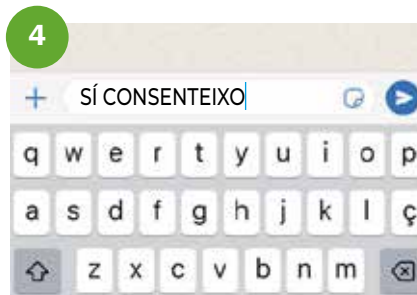 4
SÍ CONSENTEIXO
q w e r t y u i o p
a s d f g h j k l ç
z x c v b n m